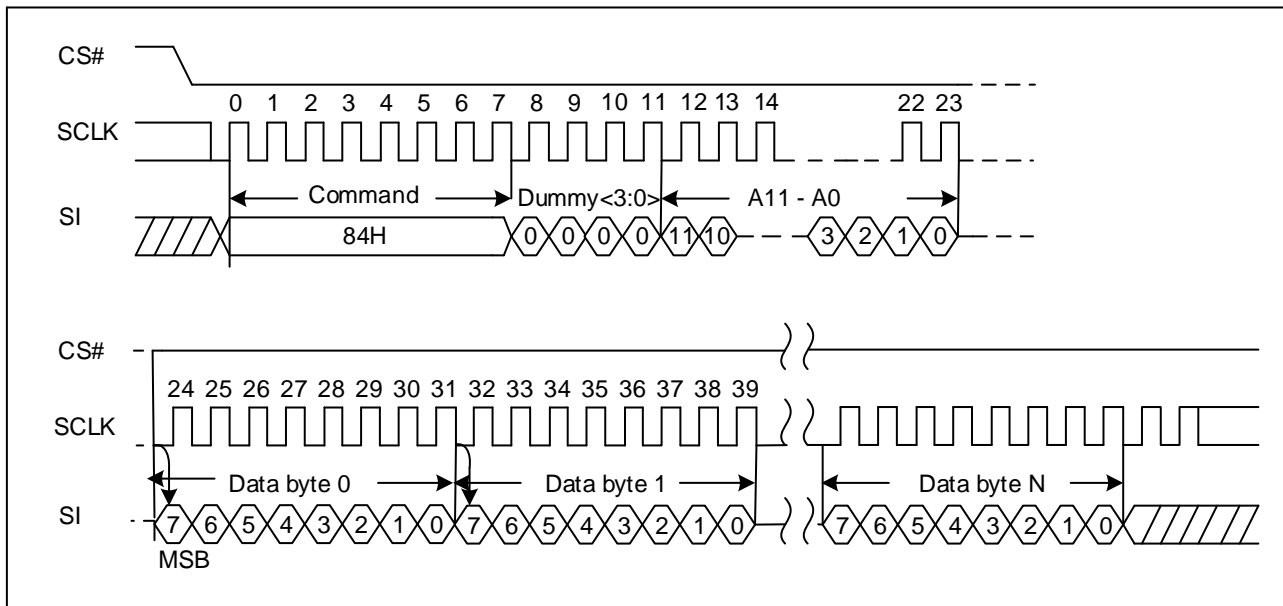 CS#
0 1 2 3 4 5 6 7 8 9 10 11 12 13 14 22 23
SCLK
Command Dummy<3:0> A11 - A0
SI
84H 0 0 0 0 11 10 3 2 1 0
CS#
24 25 26 27 28 29 30 31 32 33 34 35 36 37 38 39
SCLK
Data byte 0 Data byte 1 Data byte N
SI
7 6 5 4 3 2 1 0 7 6 5 4 3 2 1 0 7 6 5 4 3 2 1 0
MSB